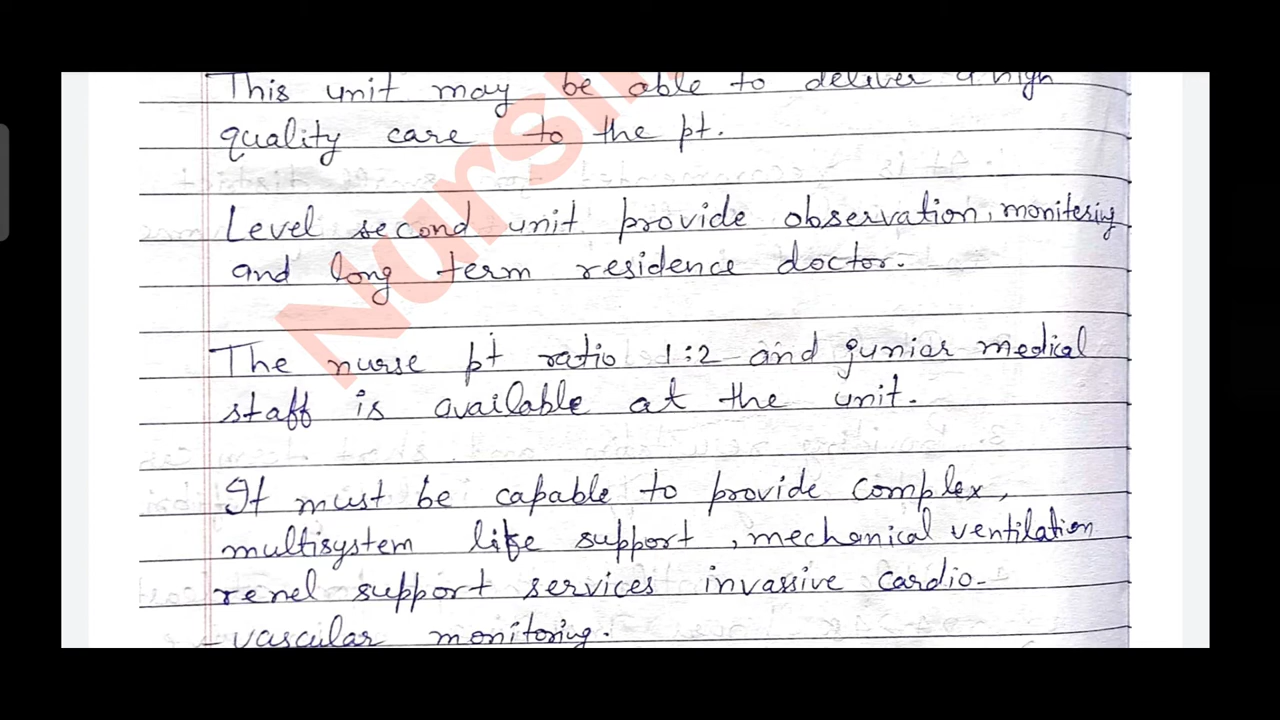 This unit may be able to deliver a high
quality care to the pt.
Level second unit provide observation, monitering
and long term residence doctor.
The nurse pt ratio 1:2 and junior medical
staff is available at the unit.
It must be capable to provide complex,
multisystem life support, mechanical ventilation
renel support services invassive cardio-
vascular monitoring.